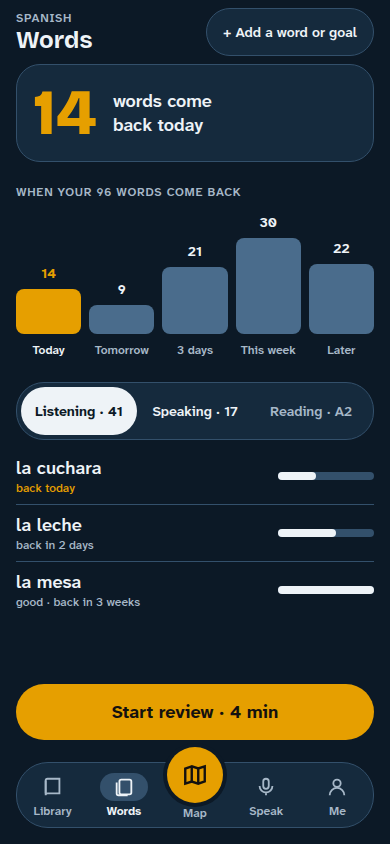 SPANISH
Words
+ Add a word or goal
14
words come
back today
WHEN YOUR 96 WORDS COME BACK
14
9
21
30
22
Today
Tomorrow
3 days
This week
Later
Listening · 41
Speaking · 17
Reading · A2
la cuchara
back today
la leche
back in 2 days
la mesa
good · back in 3 weeks
Start review · 4 min
Library
Words
Map
Speak
Me